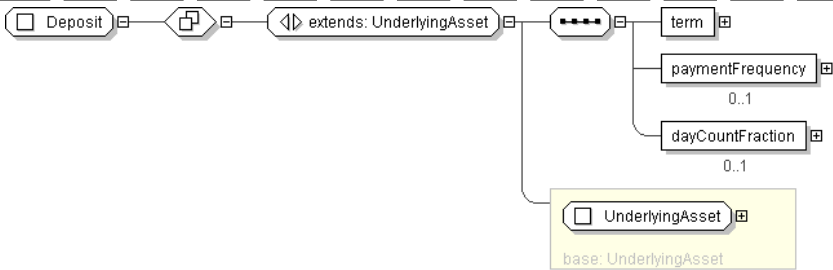 Deposit
extends: UnderlyingAsset
term
paymentFrequency
0..1
dayCountFraction
0..1
UnderlyingAsset
base: UnderlyingAsset